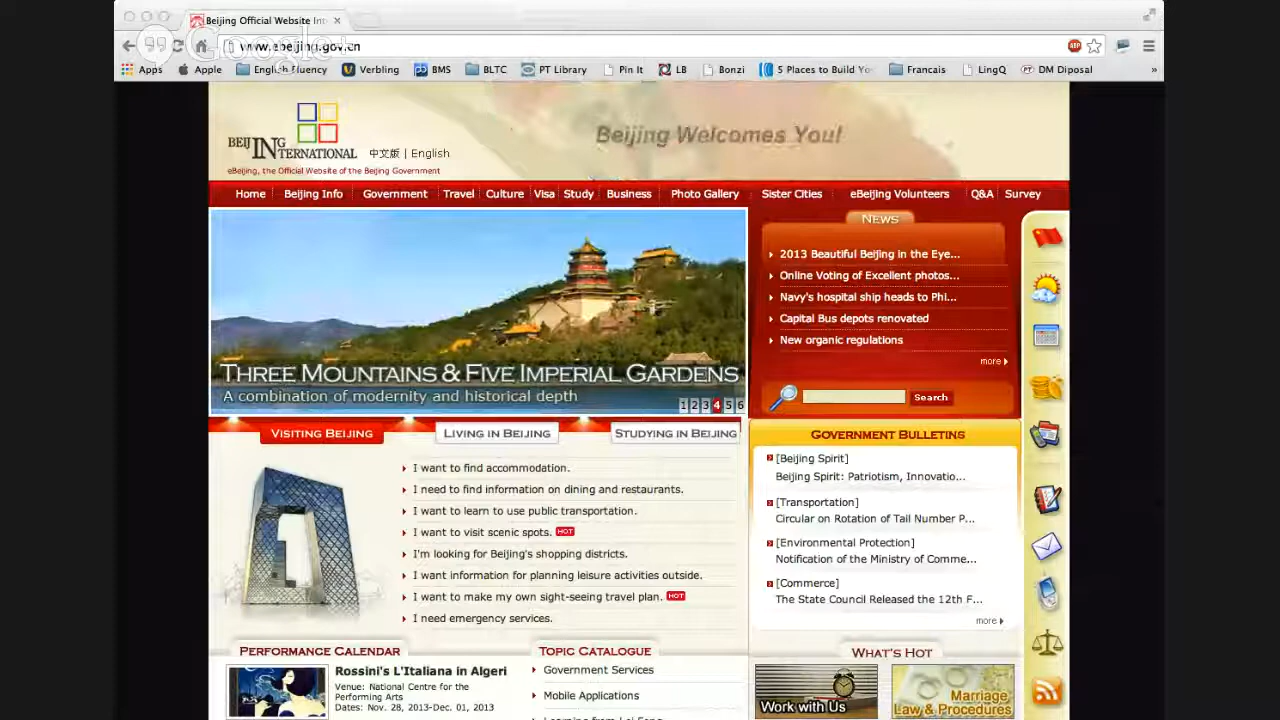 Beijing Official Website Int
Google+
www.ebeijing.gov.cn
ABP
Apps Apple English Fluency Verbling BMS BLTC PT Library Pin It LB Bonzi 5 Places to Build Yo Francais LingQ DM Diposal »
BEIJING INTERNATIONAL
中文版 | English
eBeijing, the Official Website of the Beijing Government
Beijing Welcomes You!
Home Beijing Info Government Travel Culture Visa Study Business Photo Gallery Sister Cities eBeijing Volunteers Q&A Survey
THREE MOUNTAINS & FIVE IMPERIAL GARDENS
A combination of modernity and historical depth
1 2 3 4 5 6
NEWS
2013 Beautiful Beijing in the Eye...
Online Voting of Excellent photos...
Navy's hospital ship heads to Phi...
Capital Bus depots renovated
New organic regulations
more
Search
VISITING BEIJING LIVING IN BEIJING STUDYING IN BEIJING
I want to find accommodation.
I need to find information on dining and restaurants.
I want to learn to use public transportation.
I want to visit scenic spots. HOT
I'm looking for Beijing's shopping districts.
I want information for planning leisure activities outside.
I want to make my own sight-seeing travel plan. HOT
I need emergency services.
GOVERNMENT BULLETINS
[Beijing Spirit]
Beijing Spirit: Patriotism, Innovatio...
[Transportation]
Circular on Rotation of Tail Number P...
[Environmental Protection]
Notification of the Ministry of Comme...
[Commerce]
The State Council Released the 12th F...
more
PERFORMANCE CALENDAR
Rossini's L'Italiana in Algeri
Venue: National Centre for the
Performing Arts
Dates: Nov. 28, 2013-Dec. 01, 2013
TOPIC CATALOGUE
Government Services
Mobile Applications
Learning from Lei Feng
WHAT'S HOT
Work with Us
Marriage
Law & Procedures